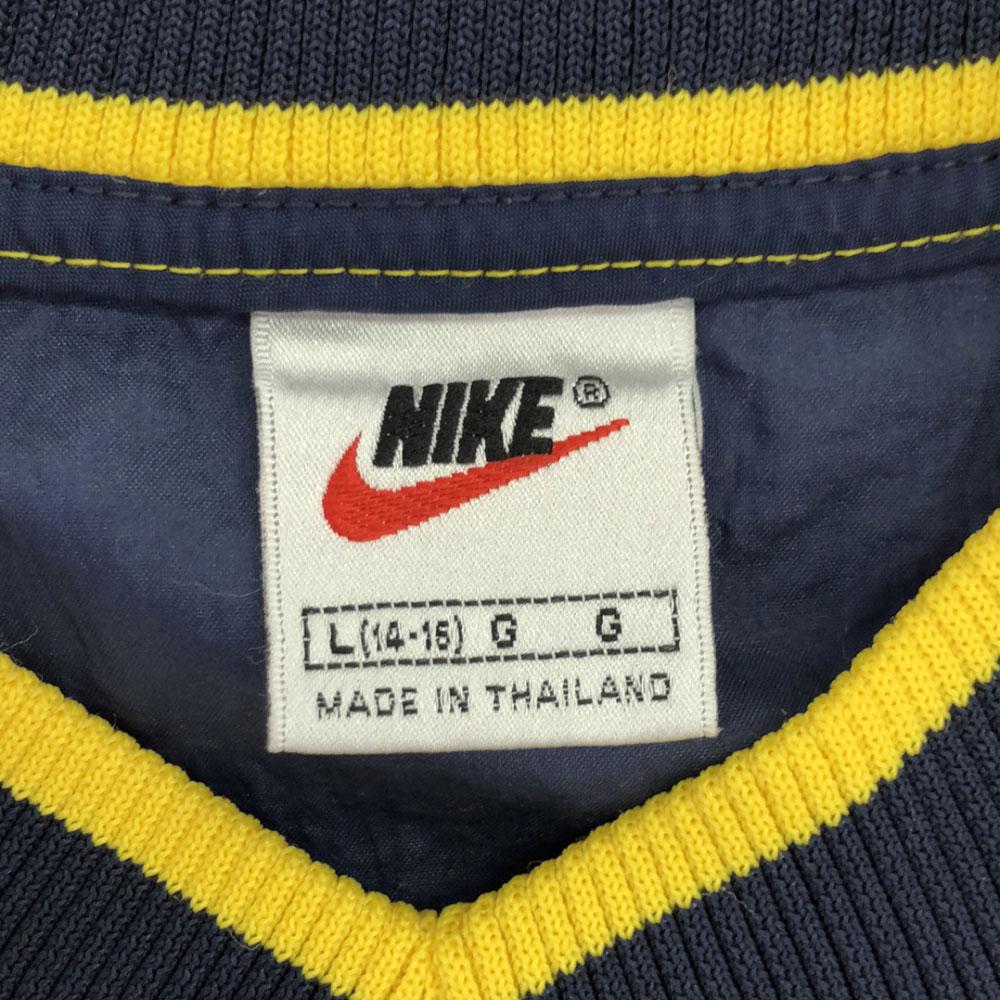 NIKE®
L(14-16) G G
MADE IN THAILAND